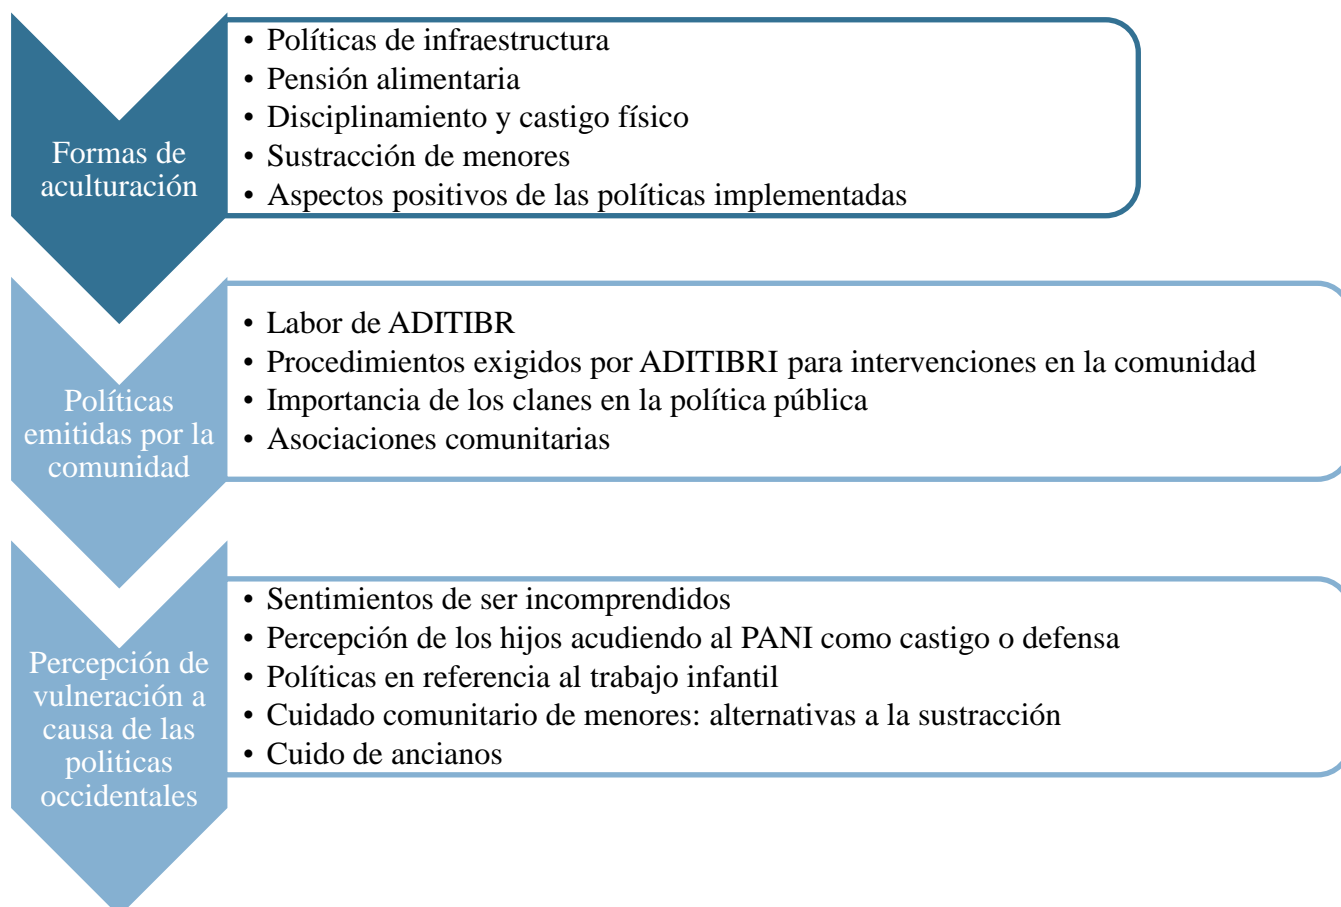 Formas de
aculturación
• Políticas de infraestructura
• Pensión alimentaria
• Disciplinamiento y castigo físico
• Sustracción de menores
• Aspectos positivos de las políticas implementadas
Políticas
emitidas por la
comunidad
• Labor de ADITIBR
• Procedimientos exigidos por ADITIBRI para intervenciones en la comunidad
• Importancia de los clanes en la política pública
• Asociaciones comunitarias
Percepción de
vulneración a
causa de las
politicas
occidentales
• Sentimientos de ser incomprendidos
• Percepción de los hijos acudiendo al PANI como castigo o defensa
• Políticas en referencia al trabajo infantil
• Cuidado comunitario de menores: alternativas a la sustracción
• Cuido de ancianos